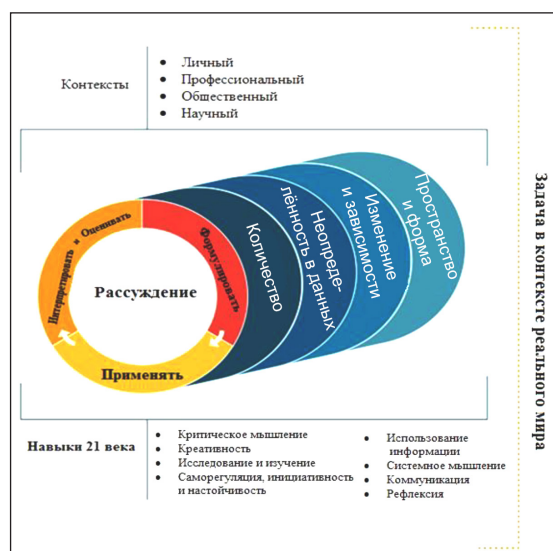 Контексты
Личный
Профессиональный
Общественный
Научный
Интерпретировать и Оценивать
Формулировать
Рассуждение
Применять
Количество
Неопреде-
лённость в данных
Изменение
и зависимости
Пространство
и форма
Задача в контексте реального мира
Навыки 21 века
Критическое мышление
Креативность
Исследование и изучение
Саморегуляция, инициативность
и настойчивость
Использование
информации
Системное мышление
Коммуникация
Рефлексия